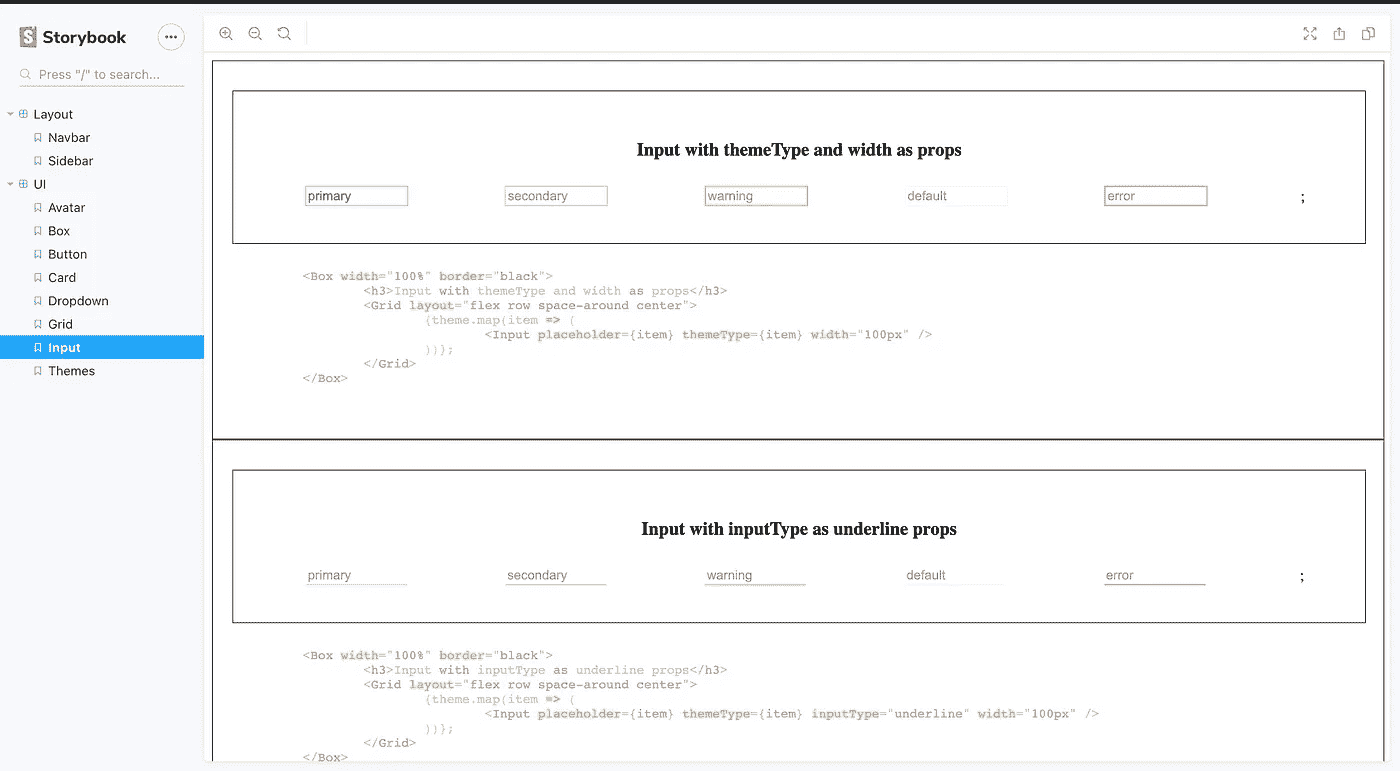 Storybook
Press "/" to search...
Layout
Navbar
Sidebar
UI
Avatar
Box
Button
Card
Dropdown
Grid
Input
Themes
Input with themeType and width as props
primary secondary warning default error ;
<Box width="100%" border="black">
<h3>Input with themeType and width as props</h3>
<Grid layout="flex row space-around center">
{theme.map(item => (
<Input placeholder={item} themeType={item} width="100px" />
))};
</Grid>
</Box>
Input with inputType as underline props
primary secondary warning default error ;
<Box width="100%" border="black">
<h3>Input with inputType as underline props</h3>
<Grid layout="flex row space-around center">
{theme.map(item => (
<Input placeholder={item} themeType={item} inputType="underline" width="100px" />
))};
</Grid>
</Box>